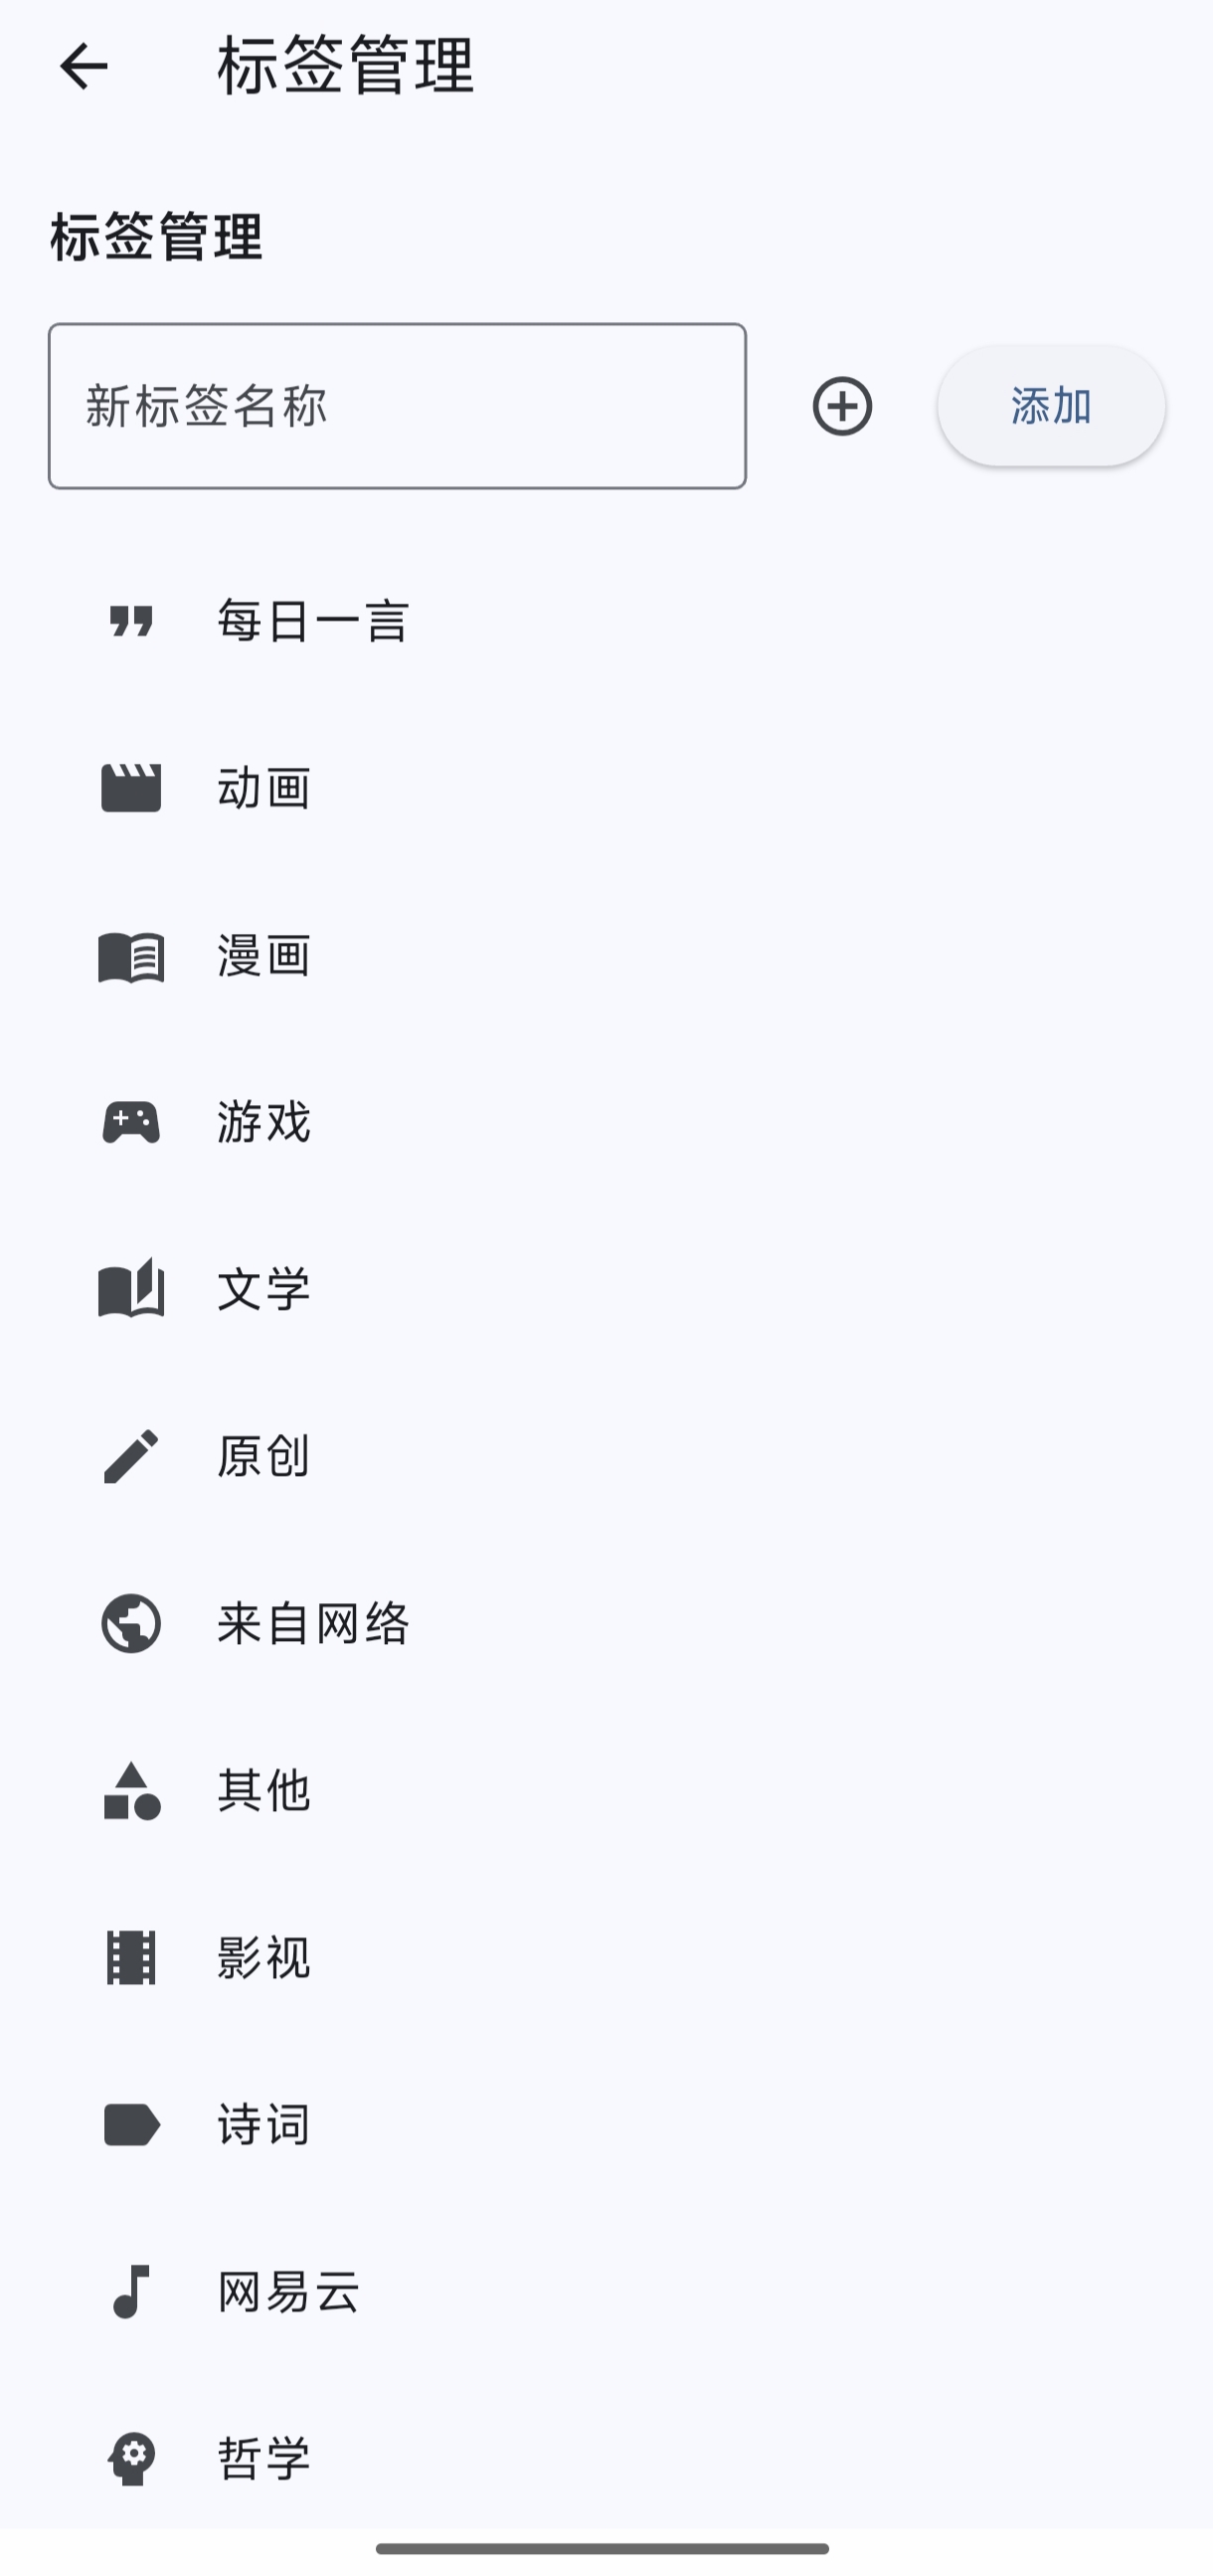 标签管理
标签管理
新标签名称
添加
每日一言
动画
漫画
游戏
文学
原创
来自网络
其他
影视
诗词
网易云
哲学